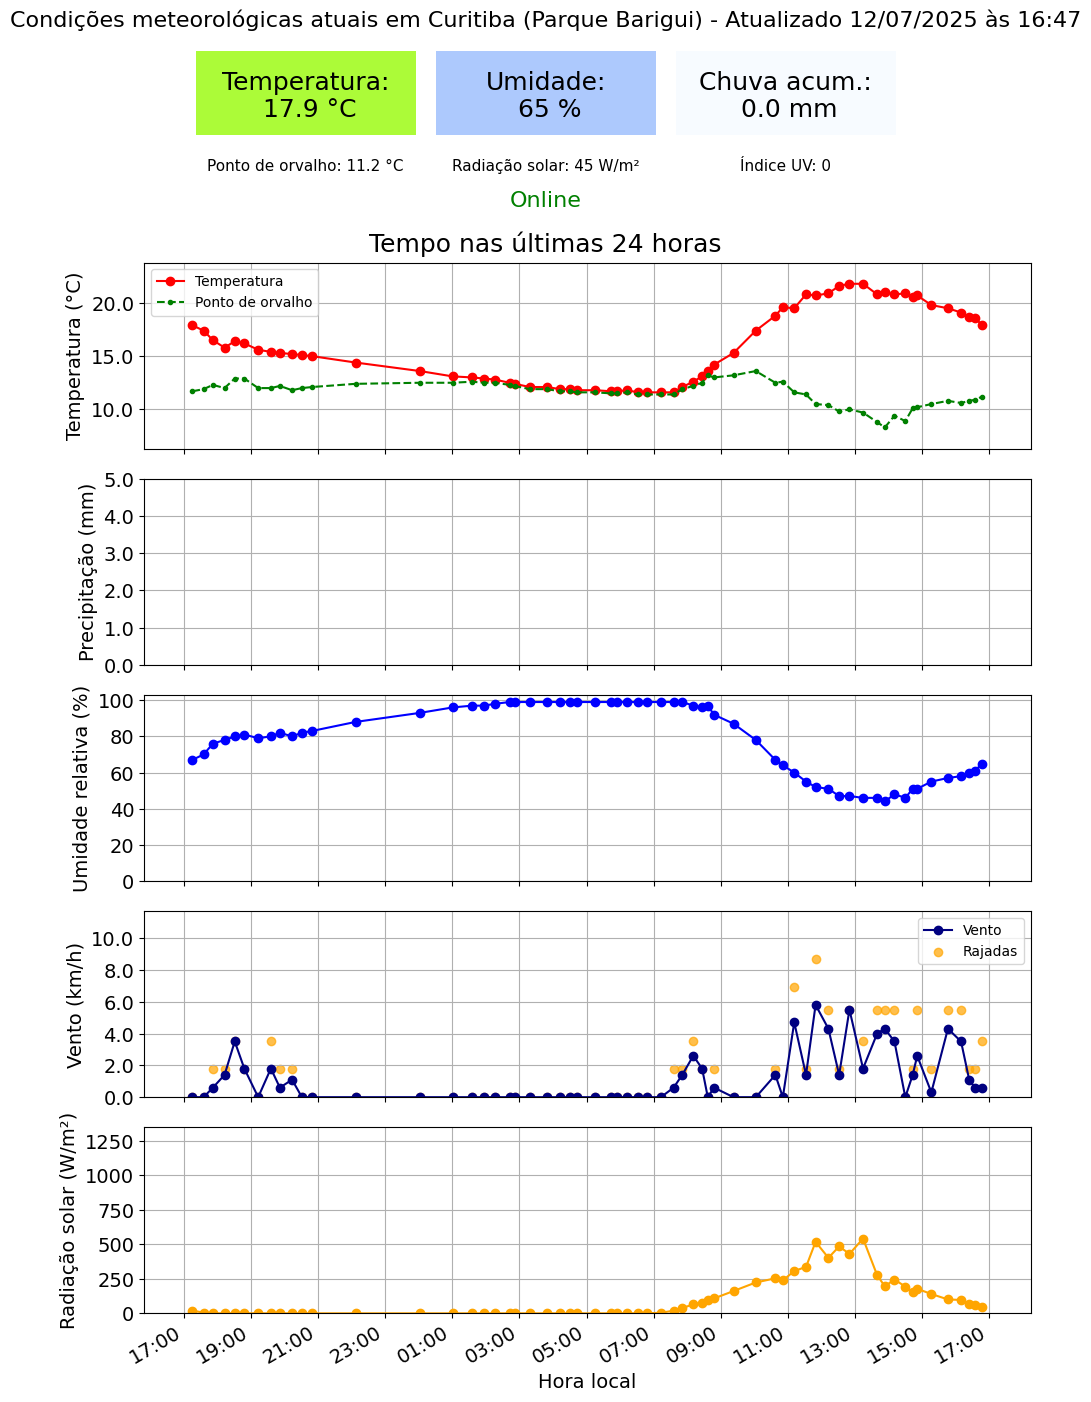 Condições meteorológicas atuais em Curitiba (Parque Barigui) - Atualizado 12/07/2025 às 16:47
Temperatura:
17.9 °C
Umidade:
65 %
Chuva acum.:
0.0 mm
Ponto de orvalho: 11.2 °C
Radiação solar: 45 W/m²
Índice UV: 0
Online
Tempo nas últimas 24 horas
Temperatura (°C)
20.0
15.0
10.0
Temperatura
Ponto de orvalho
Precipitação (mm)
5.0
4.0
3.0
2.0
1.0
0.0
Umidade relativa (%)
100
80
60
40
20
0
Vento (km/h)
10.0
8.0
6.0
4.0
2.0
0.0
Vento
Rajadas
Radiação solar (W/m²)
1250
1000
750
500
250
0
17:00
19:00
21:00
23:00
01:00
03:00
05:00
07:00
09:00
11:00
13:00
15:00
17:00
Hora local